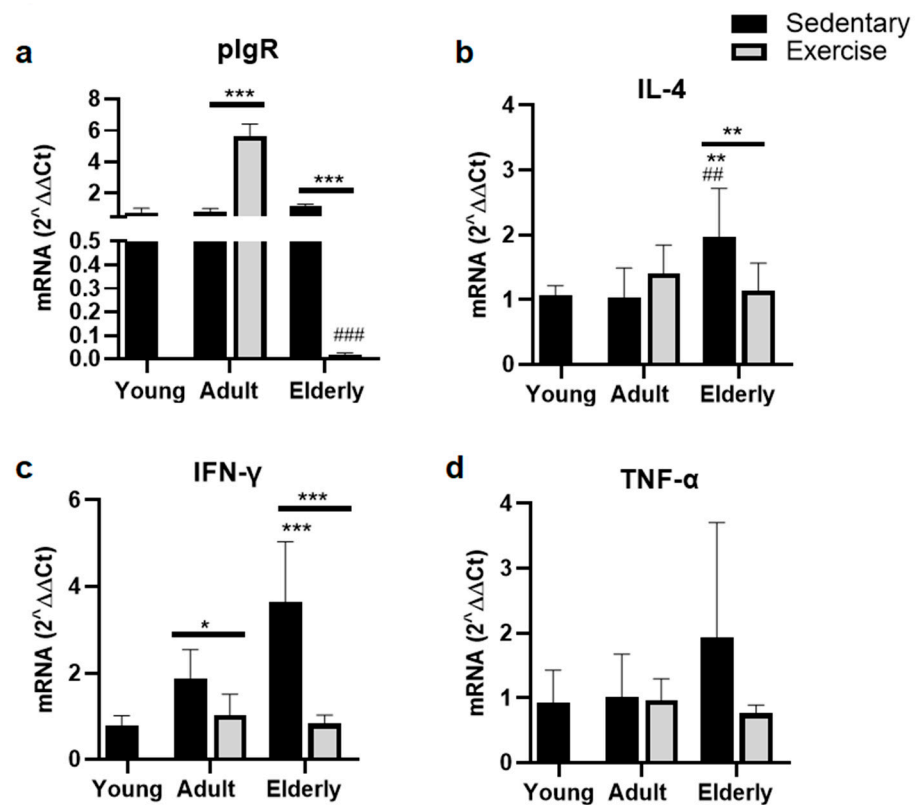 Sedentary
Exercise
a
pIgR
mRNA (2^ΔΔCt)
8
6
4
2
0.5
0.4
0.3
0.2
0.1
0.0
***
***
###
Young Adult Elderly
b
IL-4
mRNA (2^ΔΔCt)
4
3
2
1
0
**
**
##
Young Adult Elderly
c
IFN-γ
mRNA (2^ΔΔCt)
6
4
2
0
*
***
***
Young Adult Elderly
d
TNF-α
mRNA (2^ΔΔCt)
4
3
2
1
0
Young Adult Elderly